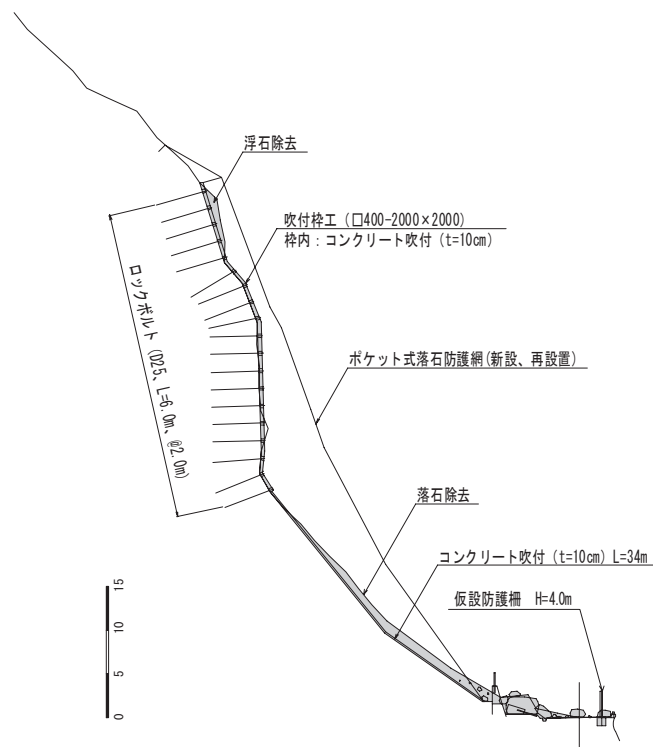 浮石除去
吹付枠工 (□400-2000×2000)
枠内:コンクリート吹付 (t=10cm)
ロックボルト (D25、L=6.0m、@2.0m)
ポケット式落石防護網(新設、再設置)
落石除去
コンクリート吹付 (t=10cm) L=34m
仮設防護柵 H=4.0m
15
10
5
0